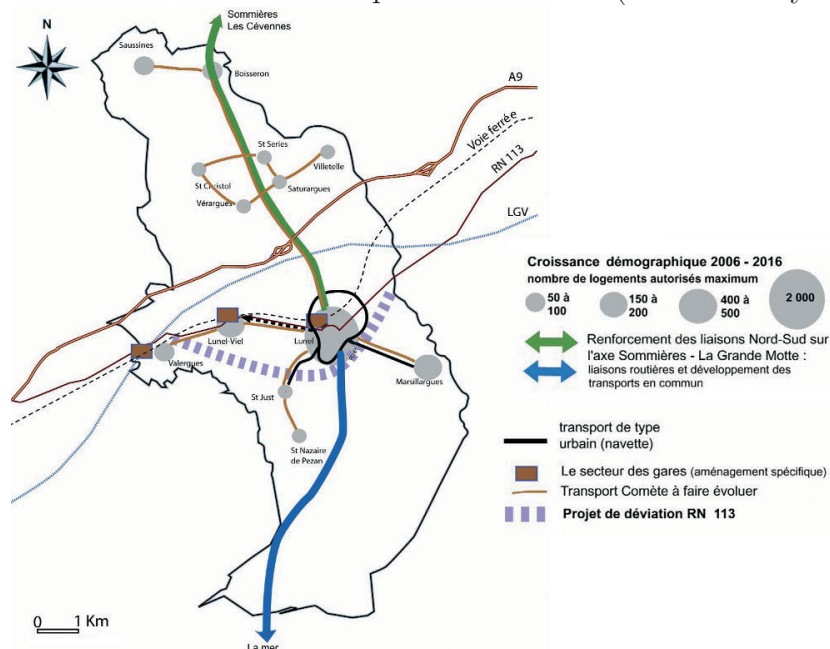 Sommières
Les Cévennes
N
Saussines
Boisseron
A9
Voie ferrée
RN 113
LGV
St Series
Villetelle
St Christol
Saturargues
Vérargues
Lunel-Viel
Lunel
Valergues
Marsillargues
St Just
St Nazaire
de Pezan
La mer
0 1 Km
Croissance démographique 2006 - 2016
nombre de logements autorisés maximum
50 à
100
150 à
200
400 à
500
2 000
Renforcement des liaisons Nord-Sud sur
l'axe Sommières - La Grande Motte :
liaisons routières et développement des
transports en commun
transport de type
urbain (navette)
Le secteur des gares (aménagement spécifique)
Transport Comète à faire évoluer
Projet de déviation RN 113